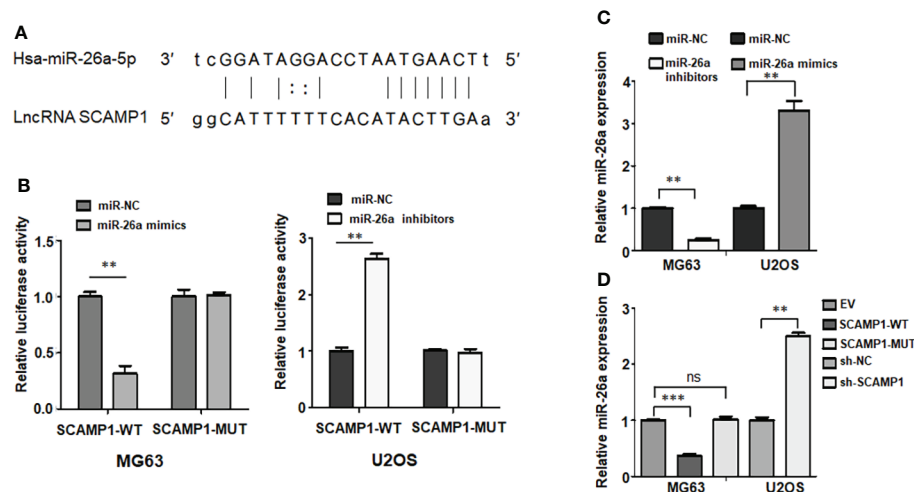 A
Hsa-miR-26a-5p 3′ tcGGATAGGACCTAATGAACTt 5′
LncRNA SCAMP1 5′ ggCATTTTTTCACATACTTGAa 3′
B
miR-NC
miR-26a mimics
Relative luciferase activity
1.5
1.0
0.5
0.0
**
SCAMP1-WT SCAMP1-MUT
MG63
miR-NC
miR-26a inhibitors
Relative luciferase activity
3
2
1
0
**
SCAMP1-WT SCAMP1-MUT
U2OS
C
miR-NC miR-NC
miR-26a inhibitors miR-26a mimics
Relative miR-26a expression
4
3
2
1
0
** **
MG63 U2OS
D
EV
SCAMP1-WT
SCAMP1-MUT
sh-NC
sh-SCAMP1
Relative miR-26a expression
3
2
1
0
ns
***
**
MG63 U2OS